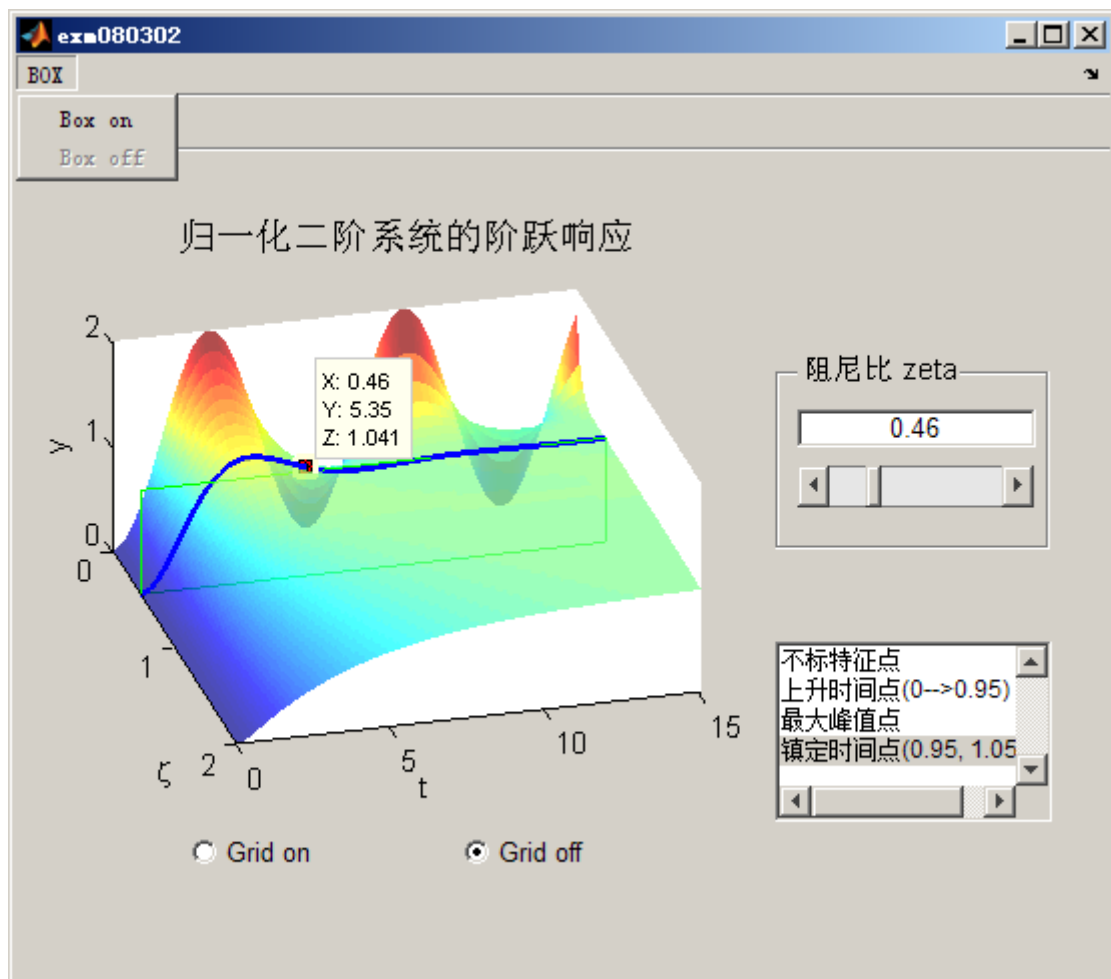 exm080302
BOX
Box on
Box off
归一化二阶系统的阶跃响应
2
1
0
y
X: 0.46
Y: 5.35
Z: 1.041
0
1
2
ζ
0
5
10
15
t
阻尼比 zeta
0.46
不标特征点
上升时间点(0-->0.95)
最大峰值点
镇定时间点(0.95, 1.05
Grid on
Grid off